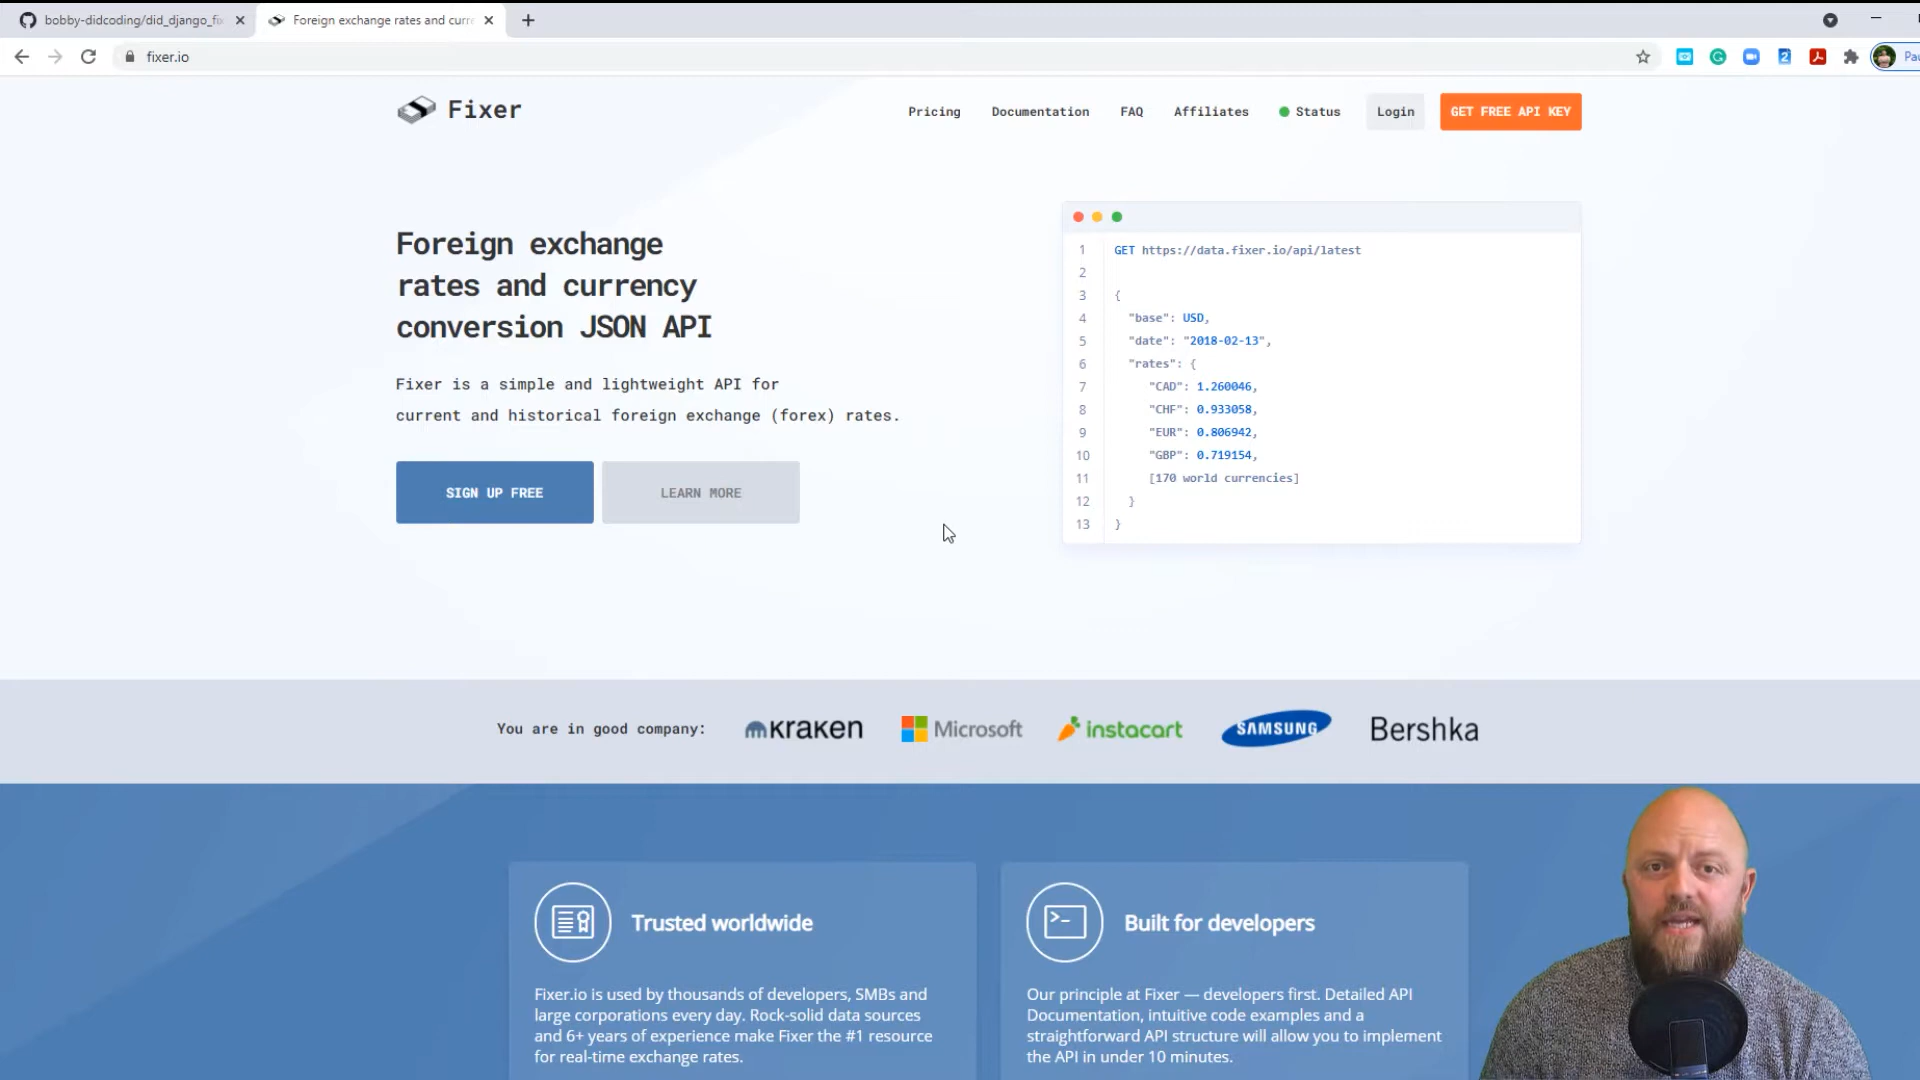 bobby-didcoding/did_django_fi
Foreign exchange rates and curr
fixer.io
2
Pau
Fixer
Pricing
Documentation
FAQ
Affiliates
Status
Login
GET FREE API KEY
Foreign exchange
rates and currency
conversion JSON API
Fixer is a simple and lightweight API for
current and historical foreign exchange (forex) rates.
SIGN UP FREE
LEARN MORE
1 GET https://data.fixer.io/api/latest
2
3 {
4 "base": USD,
5 "date": "2018-02-13",
6 "rates": {
7 "CAD": 1.260046,
8 "CHF": 0.933058,
9 "EUR": 0.806942,
10 "GBP": 0.719154,
11 [170 world currencies]
12 }
13 }
You are in good company:
kraken
Microsoft
instacart
SAMSUNG
Bershka
Trusted worldwide
Fixer.io is used by thousands of developers, SMBs and
large corporations every day. Rock-solid data sources
and 6+ years of experience make Fixer the #1 resource
for real-time exchange rates.
Built for developers
Our principle at Fixer — developers first. Detailed API
Documentation, intuitive code examples and a
straightforward API structure will allow you to implement
the API in under 10 minutes.